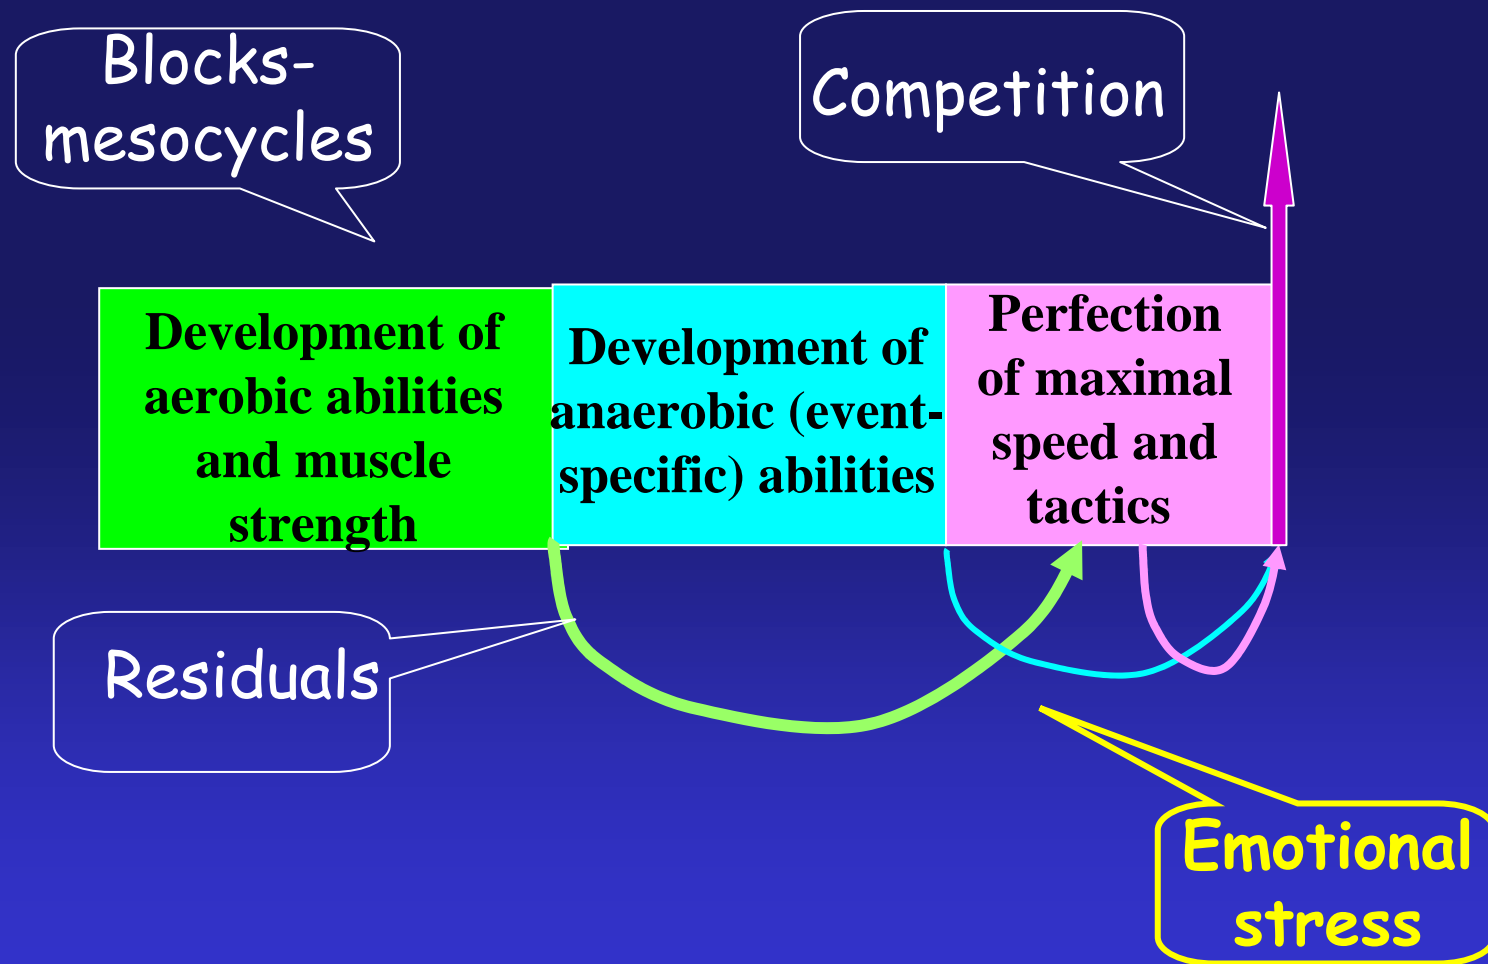 Blocks-
mesocycles
Competition
Development of
aerobic abilities
and muscle
strength
Development of
anaerobic (event-
specific) abilities
Perfection
of maximal
speed and
tactics
Residuals
Emotional
stress